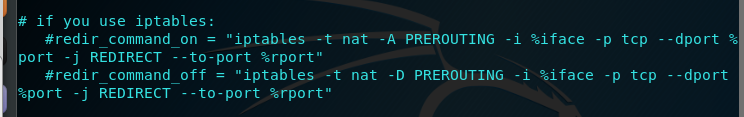 # if you use iptables:
#redir_command_on = "iptables -t nat -A PREROUTING -i %iface -p tcp --dport %
port -j REDIRECT --to-port %rport"
#redir_command_off = "iptables -t nat -D PREROUTING -i %iface -p tcp --dport
%port -j REDIRECT --to-port %rport"